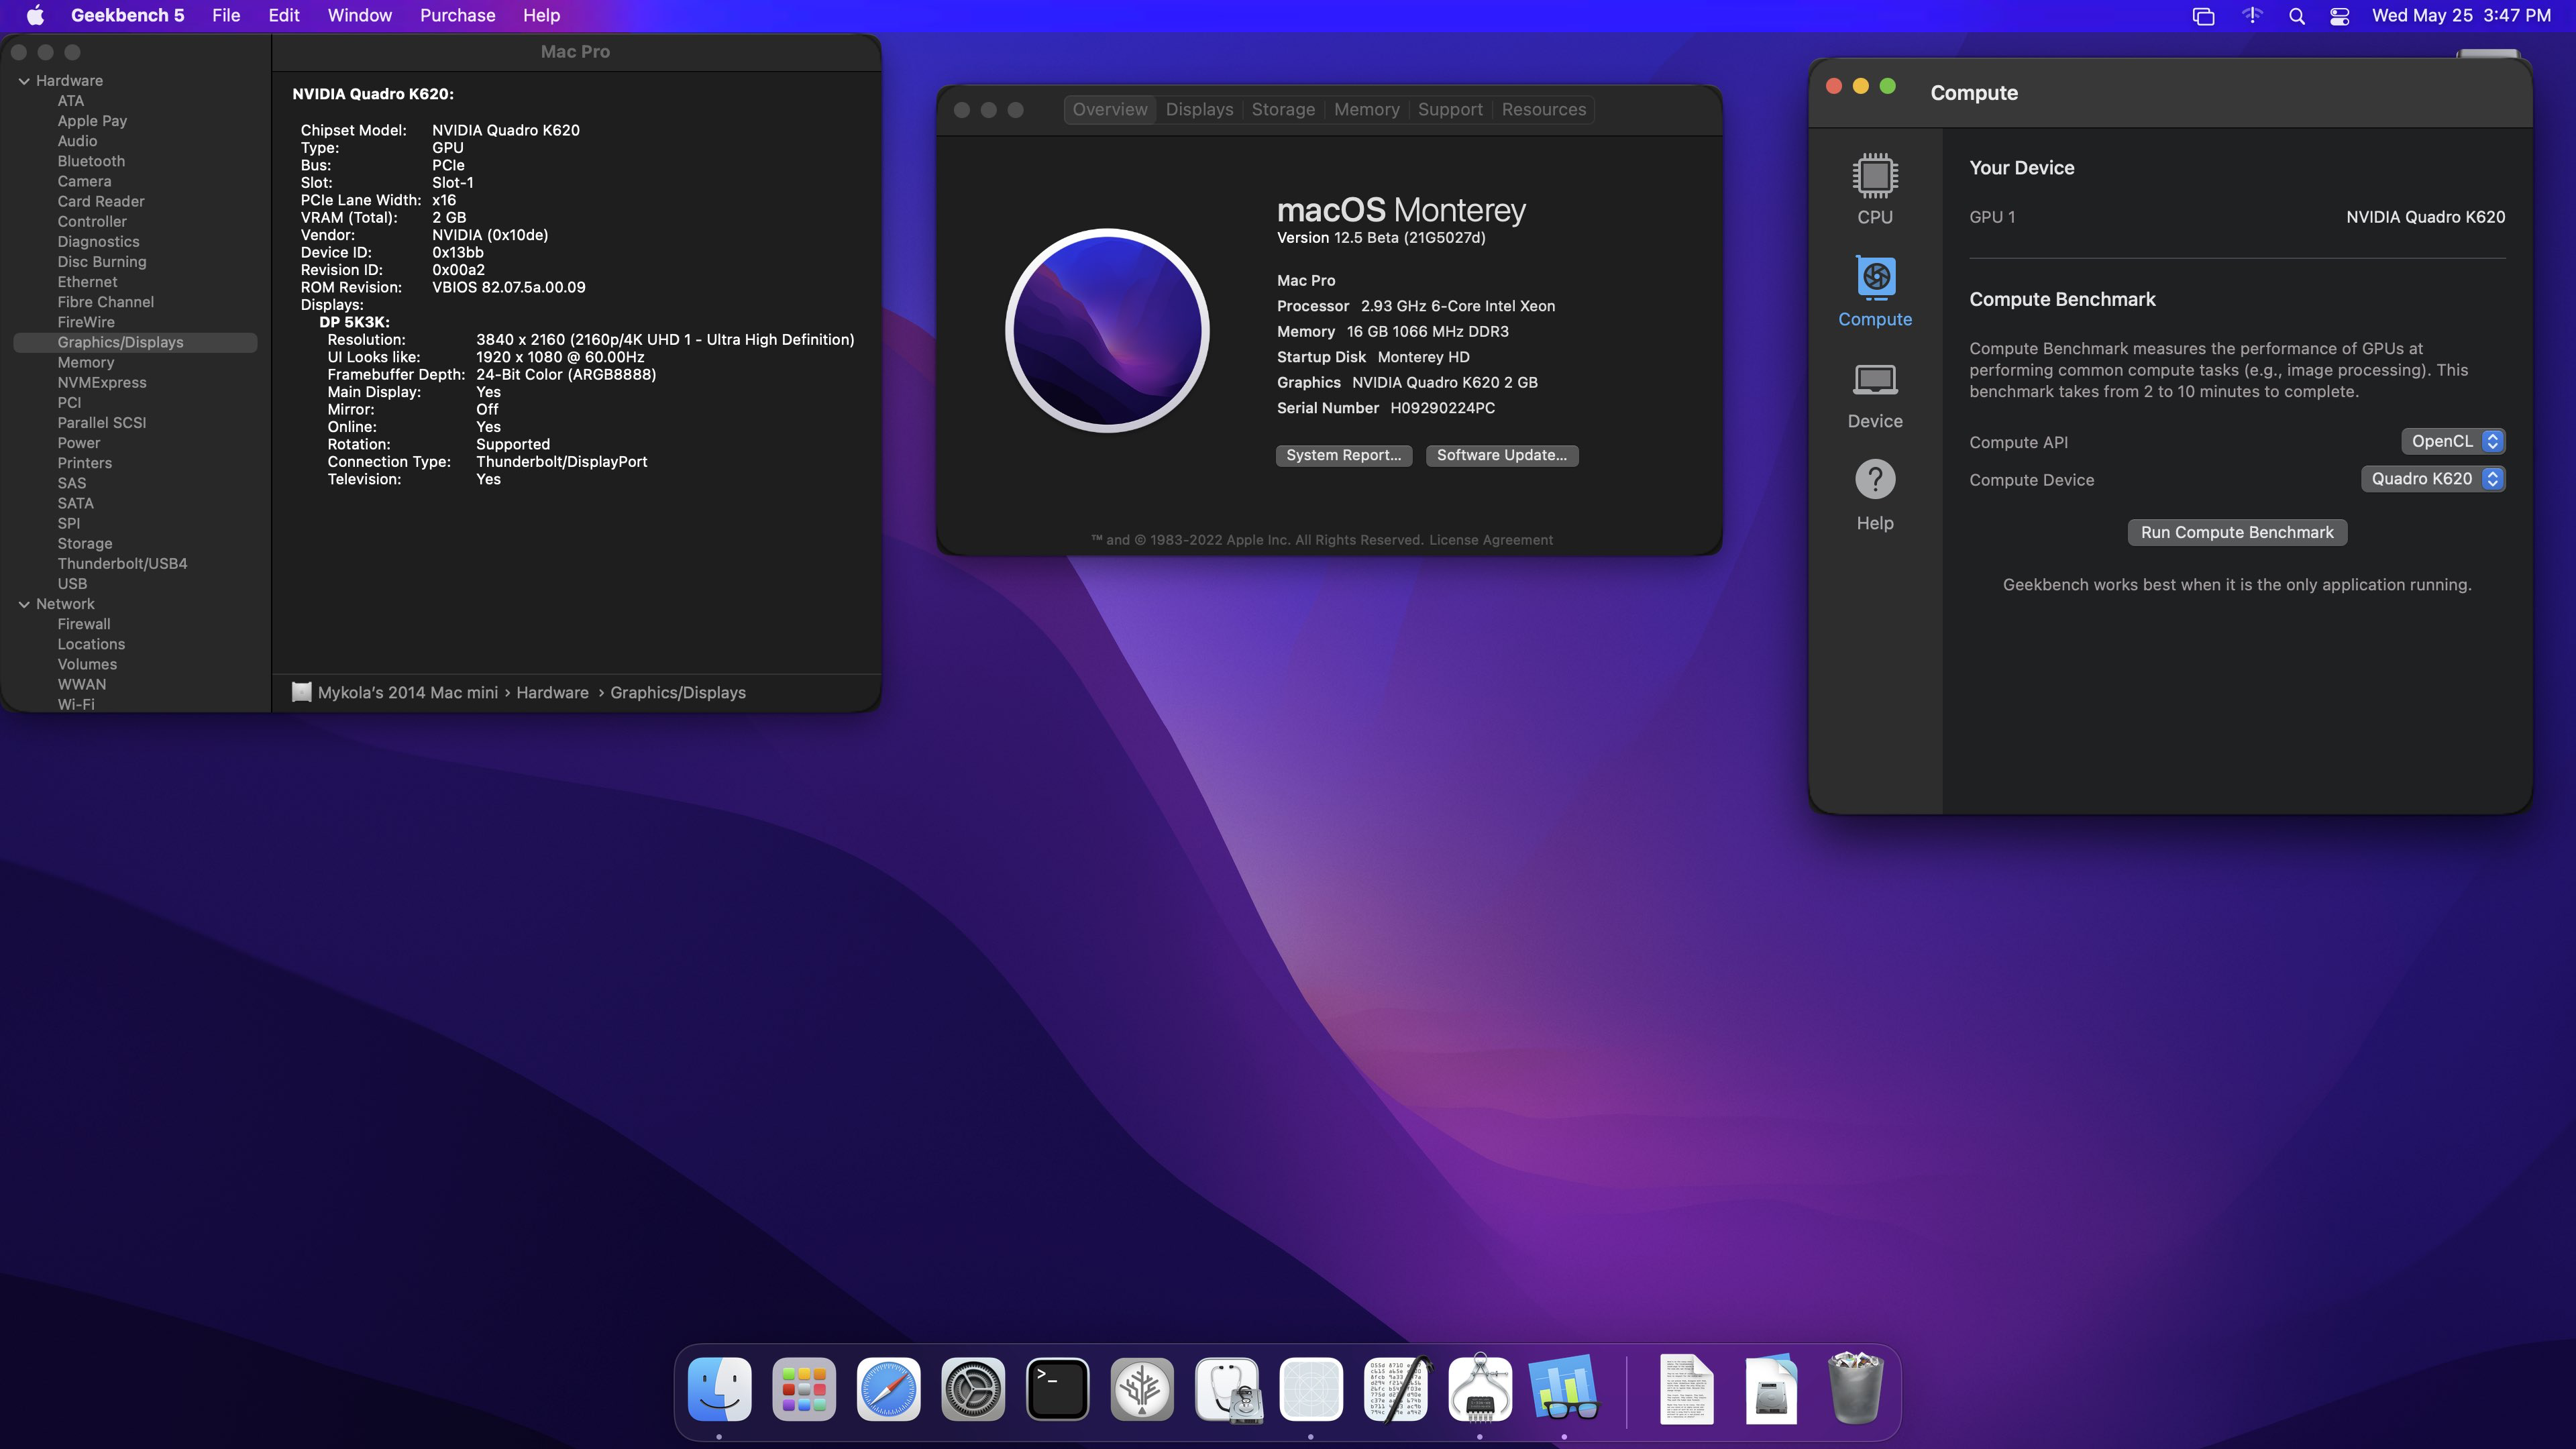 Geekbench 5 File Edit Window Purchase Help
Wed May 25 3:47 PM
Mac Pro
Hardware
ATA
Apple Pay
Audio
Bluetooth
Camera
Card Reader
Controller
Diagnostics
Disc Burning
Ethernet
Fibre Channel
FireWire
Graphics/Displays
Memory
NVMExpress
PCI
Parallel SCSI
Power
Printers
SAS
SATA
SPI
Storage
Thunderbolt/USB4
USB
Network
Firewall
Locations
Volumes
WWAN
Wi-Fi
NVIDIA Quadro K620:
Chipset Model: NVIDIA Quadro K620
Type: GPU
Bus: PCIe
Slot: Slot-1
PCIe Lane Width: x16
VRAM (Total): 2 GB
Vendor: NVIDIA (0x10de)
Device ID: 0x13bb
Revision ID: 0x00a2
ROM Revision: VBIOS 82.07.5a.00.09
Displays:
DP 5K3K:
Resolution: 3840 x 2160 (2160p/4K UHD 1 - Ultra High Definition)
UI Looks like: 1920 x 1080 @ 60.00Hz
Framebuffer Depth: 24-Bit Color (ARGB8888)
Main Display: Yes
Mirror: Off
Online: Yes
Rotation: Supported
Connection Type: Thunderbolt/DisplayPort
Television: Yes
Mykola's 2014 Mac mini › Hardware › Graphics/Displays
Overview Displays Storage Memory Support Resources
macOS Monterey
Version 12.5 Beta (21G5027d)
Mac Pro
Processor 2.93 GHz 6-Core Intel Xeon
Memory 16 GB 1066 MHz DDR3
Startup Disk Monterey HD
Graphics NVIDIA Quadro K620 2 GB
Serial Number H09290224PC
System Report... Software Update...
™ and © 1983-2022 Apple Inc. All Rights Reserved. License Agreement
Compute
CPU
Compute
Device
Help
Your Device
GPU 1 NVIDIA Quadro K620
Compute Benchmark
Compute Benchmark measures the performance of GPUs at
performing common compute tasks (e.g., image processing). This
benchmark takes from 2 to 10 minutes to complete.
Compute API OpenCL
Compute Device Quadro K620
Run Compute Benchmark
Geekbench works best when it is the only application running.